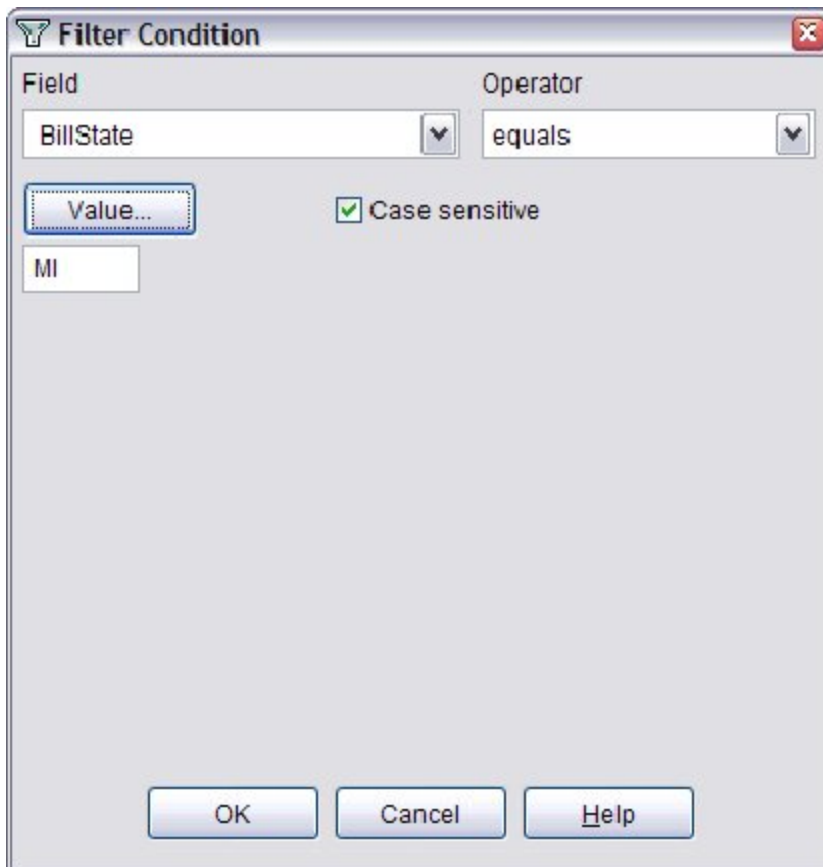 Filter Condition
Field Operator
BillState equals
Value... Case sensitive
MI
OK Cancel Help